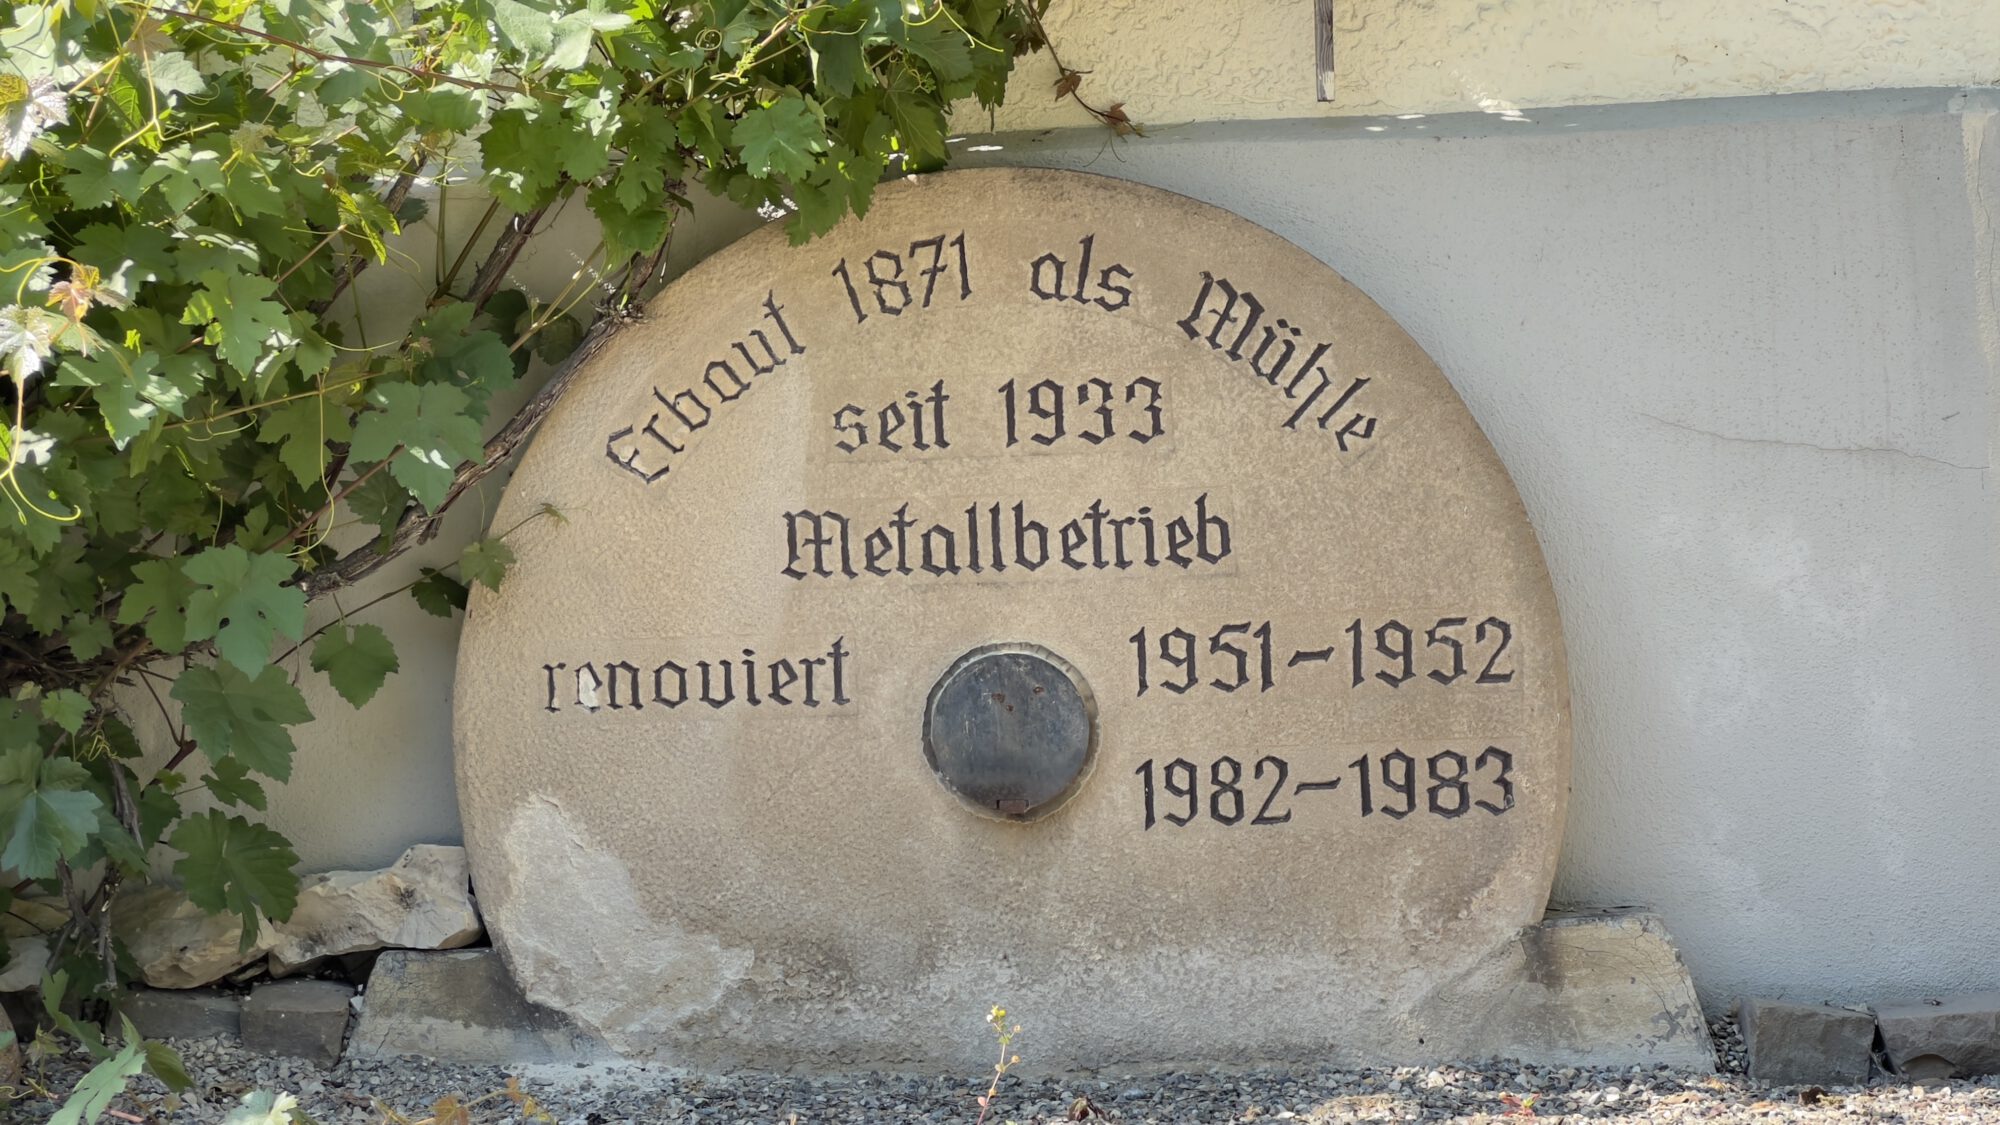 Erbaut 1871 als Mühle
seit 1933
Metallbetrieb
renoviert 1951-1952
1982-1983